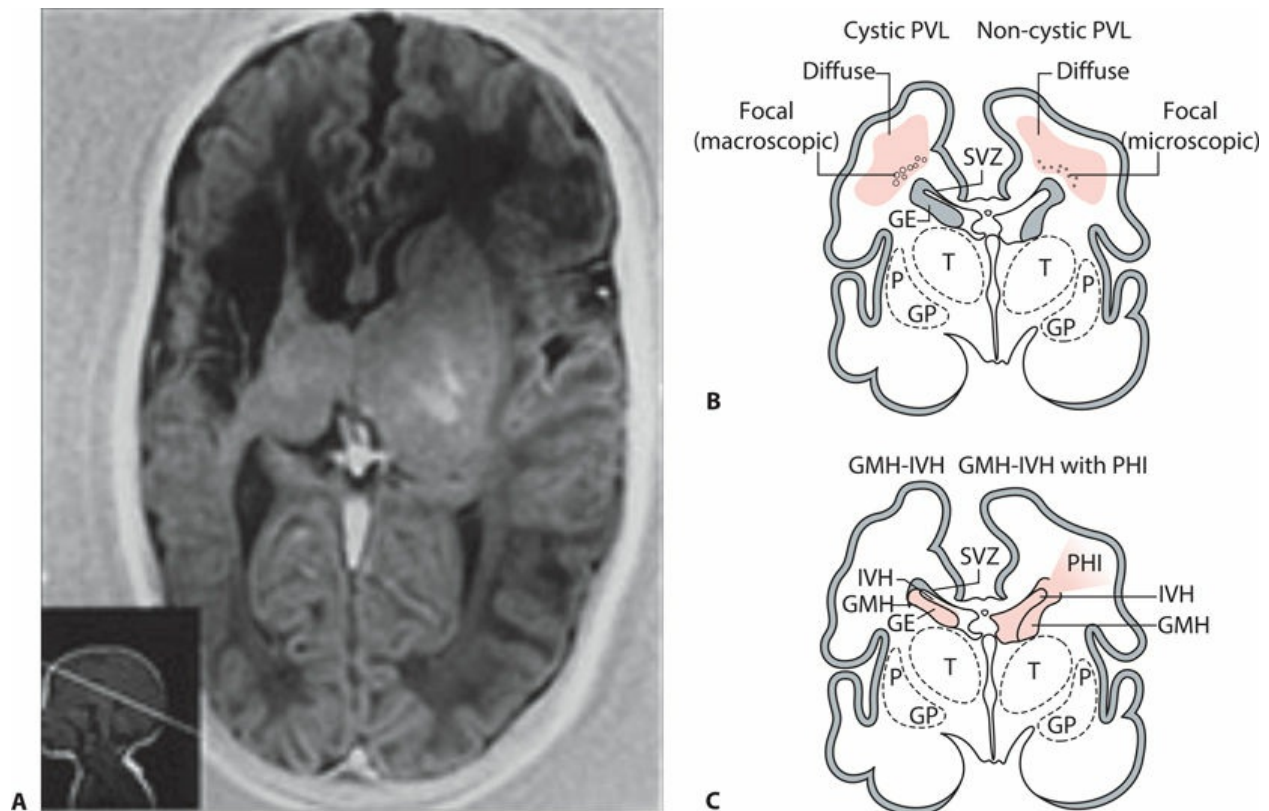 A
Cystic PVL Non-cystic PVL
Diffuse Diffuse
Focal Focal
(macroscopic) (microscopic)
SVZ
GE
T T
P P
GP GP
B
GMH-IVH GMH-IVH with PHI
SVZ PHI
IVH IVH
GMH GMH
GE
T T
P P
GP GP
C